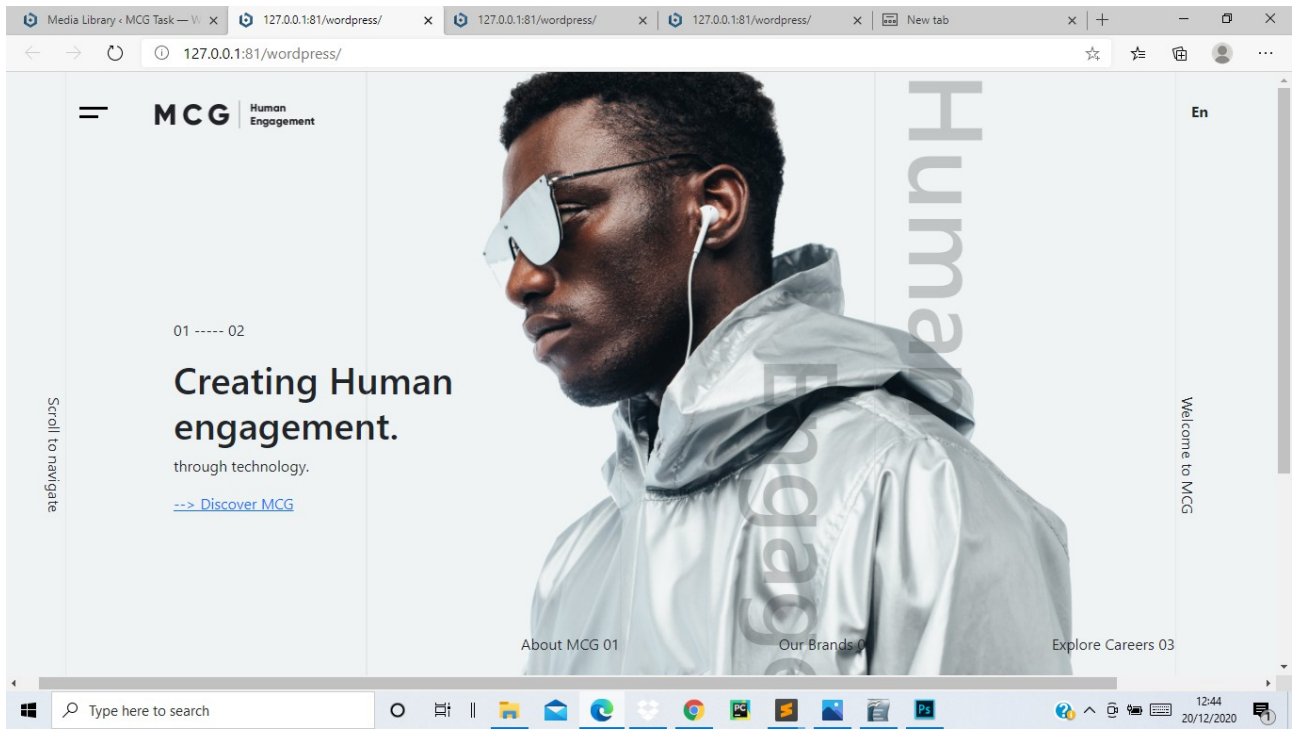 Media Library ‹ MCG Task — W
127.0.0.1:81/wordpress/
127.0.0.1:81/wordpress/
127.0.0.1:81/wordpress/
New tab
127.0.0.1:81/wordpress/
MCG
Human
Engagement
En
Human
Engage
01 ----- 02
Creating Human
engagement.
through technology.
--> Discover MCG
Scroll to navigate
Welcome to MCG
About MCG 01
Our Brands 0
Explore Careers 03
Type here to search
PC
Ps
12:44
20/12/2020
1